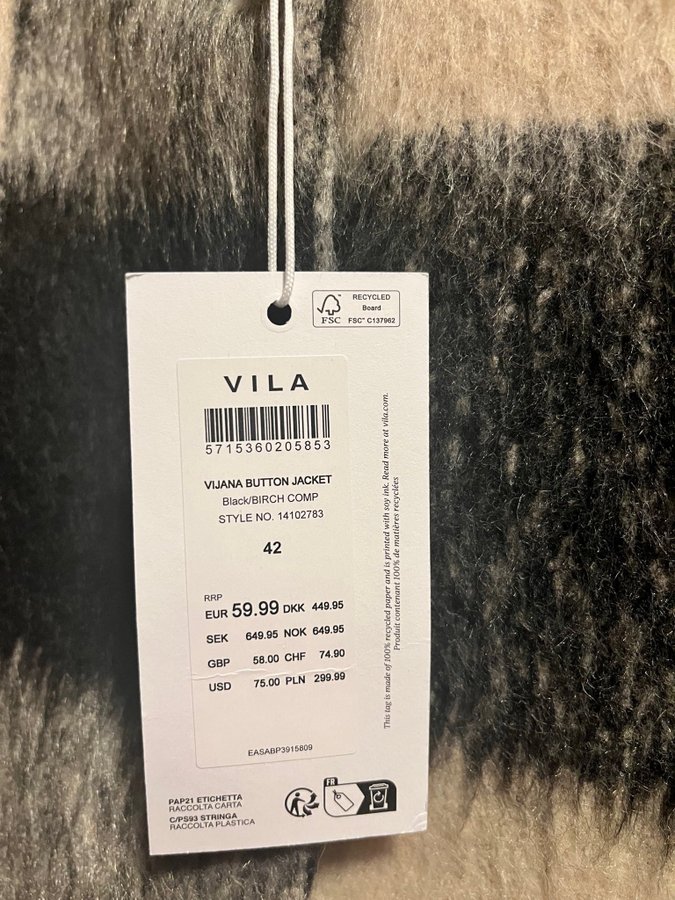 RECYCLED
Board
FSC™ C137962
FSC
VILA
5715360205853
VIJANA BUTTON JACKET
Black/BIRCH COMP
STYLE NO. 14102783
42
RRP
EUR 59.99 DKK 449.95
SEK 649.95 NOK 649.95
GBP 58.00 CHF 74.90
USD 75.00 PLN 299.99
EASABP3915809
This tag is made of 100% recycled paper and is printed with soy ink. Read more at vila.com.
Produit contenant 100% de matières recyclées
FR
PAP21 ETICHETTA
RACCOLTA CARTA
C/PS93 STRINGA
RACCOLTA PLASTICA